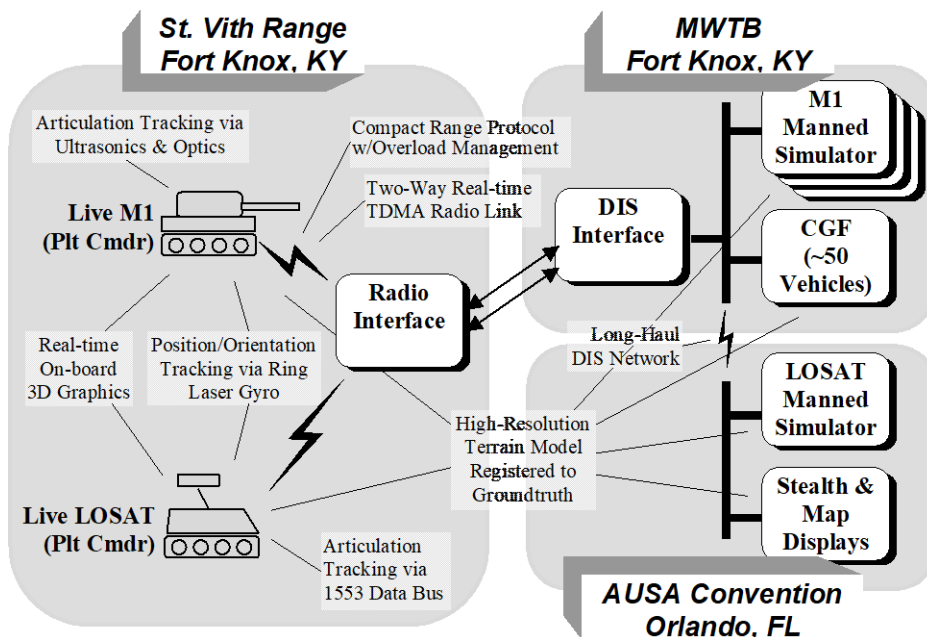 St. Vith Range
Fort Knox, KY
MWTB
Fort Knox, KY
Articulation Tracking via
Ultrasonics & Optics
Compact Range Protocol
w/Overload Management
Two-Way Real-time
TDMA Radio Link
Live M1
(Plt Cmdr)
M1
Manned
Simulator
DIS
Interface
CGF
(~50
Vehicles)
Radio
Interface
Real-time
On-board
3D Graphics
Position/Orientation
Tracking via Ring
Laser Gyro
Long-Haul
DIS Network
LOSAT
Manned
Simulator
High-Resolution
Terrain Model
Registered to
Groundtruth
Stealth &
Map
Displays
Live LOSAT
(Plt Cmdr)
Articulation
Tracking via
1553 Data Bus
AUSA Convention
Orlando, FL